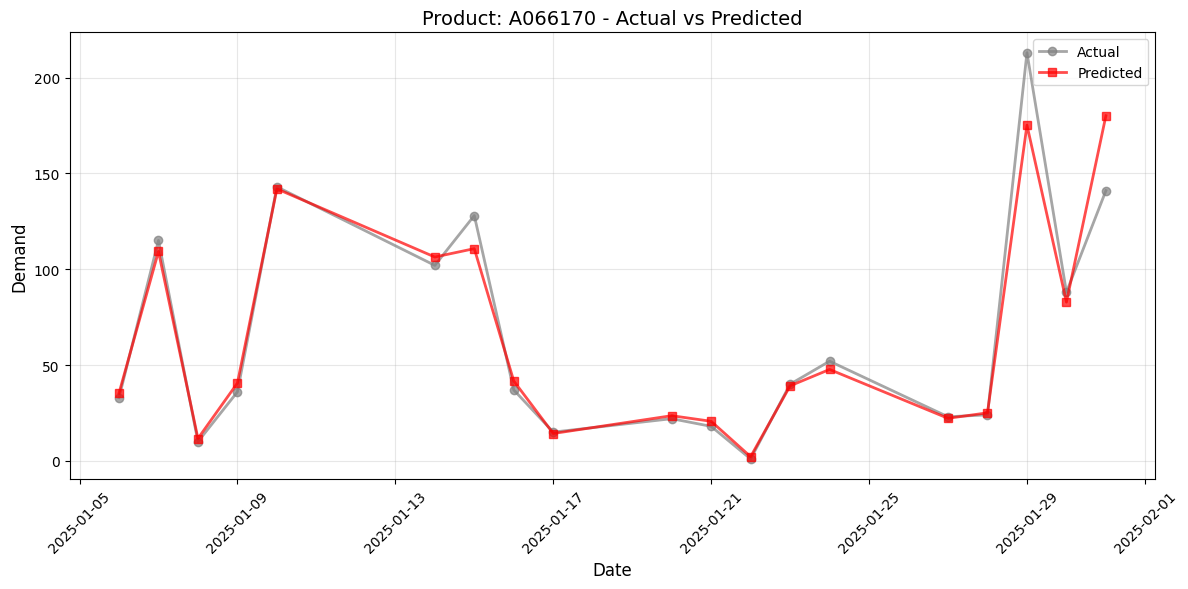 Product: A066170 - Actual vs Predicted
Actual
Predicted
Demand
200
150
100
50
0
2025-01-05
2025-01-09
2025-01-13
2025-01-17
2025-01-21
2025-01-25
2025-01-29
2025-02-01
Date